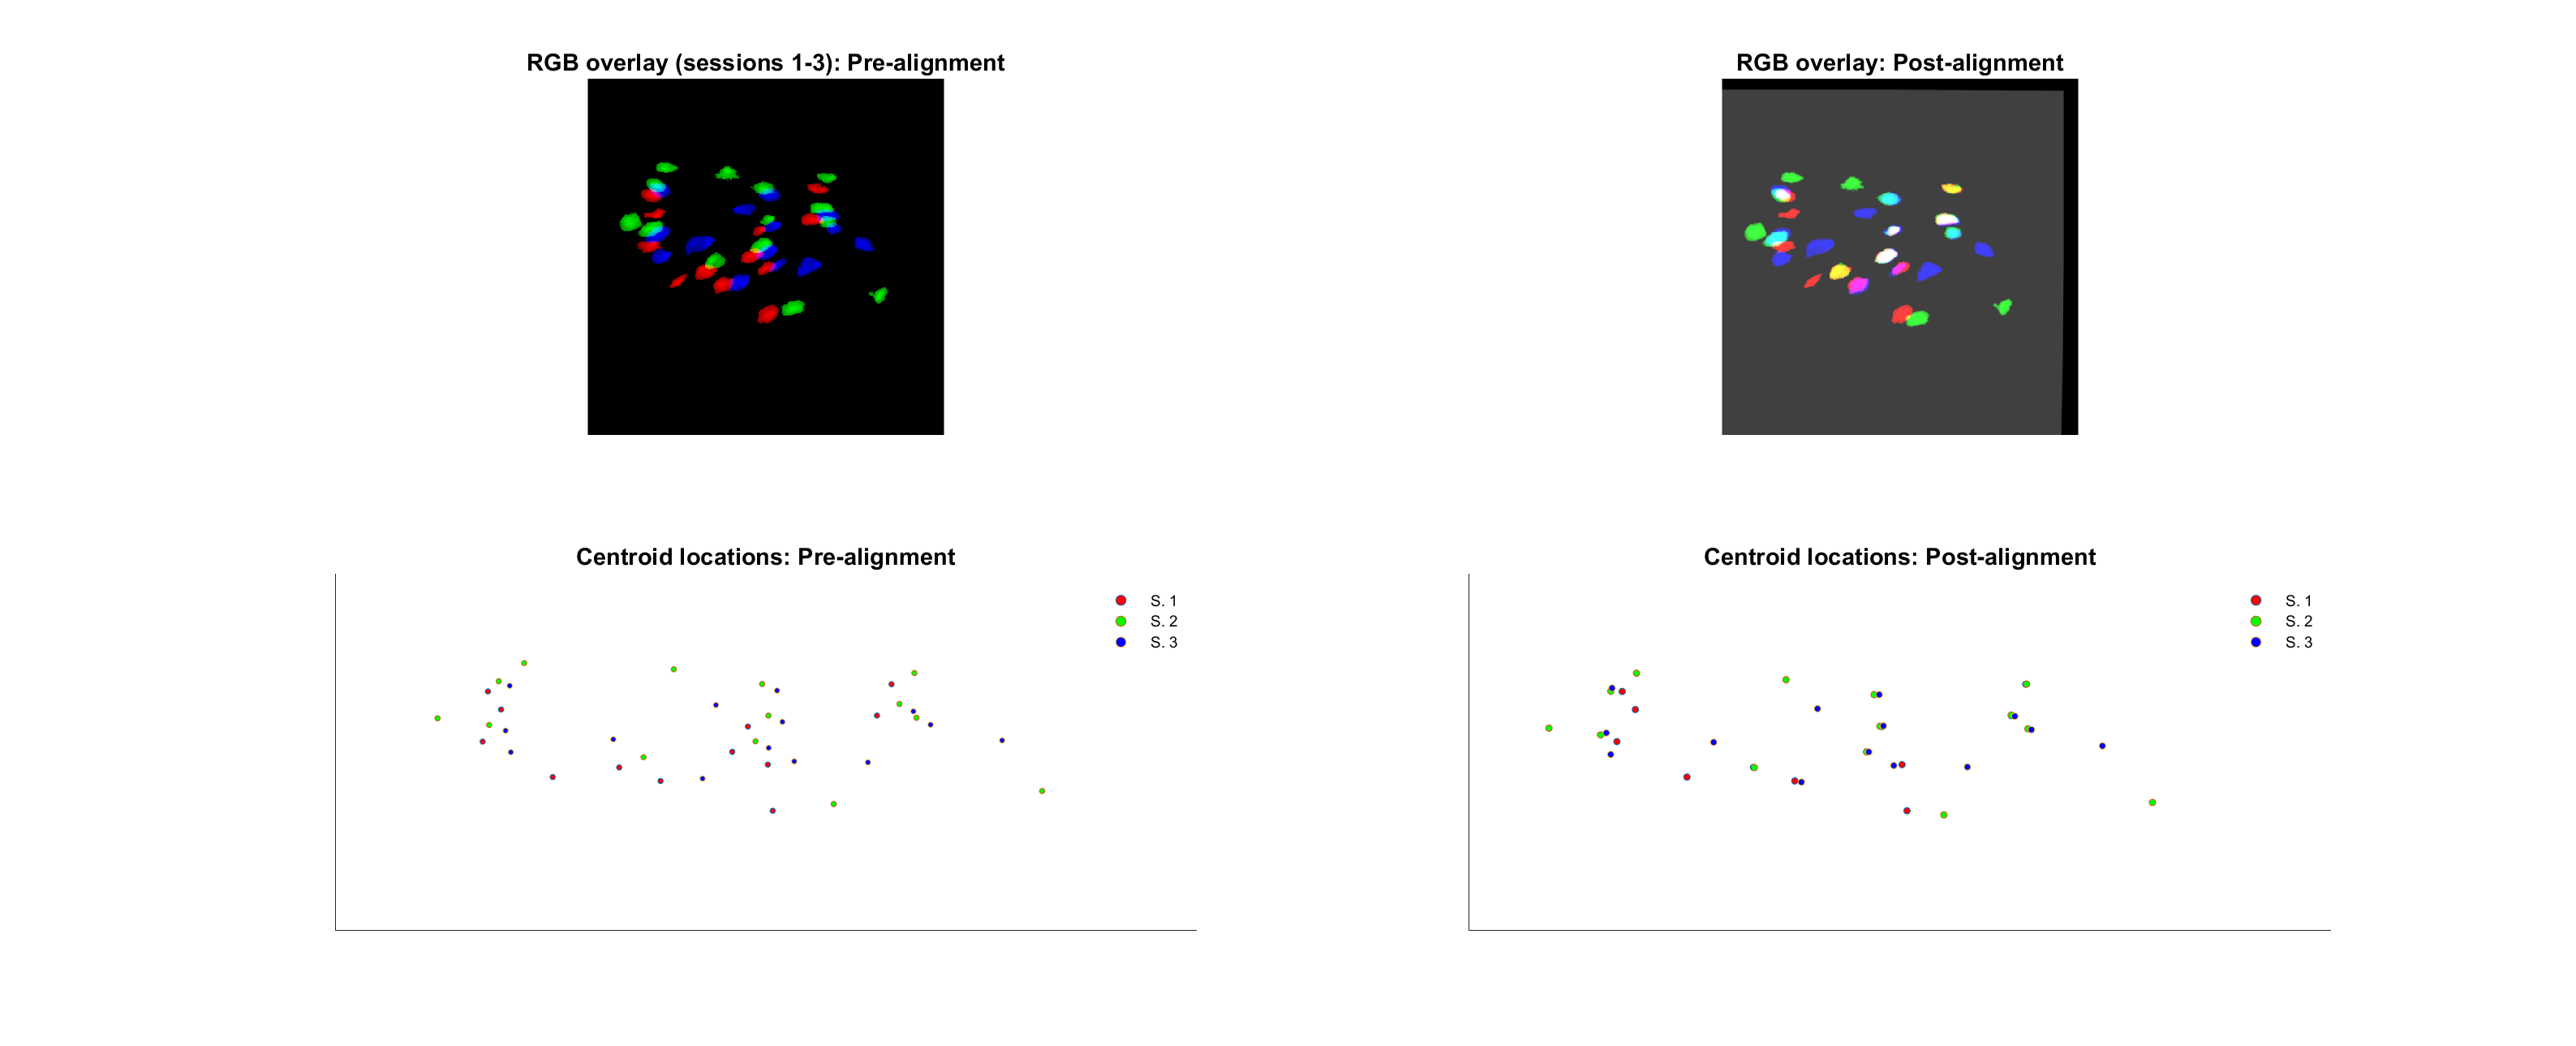 RGB overlay (sessions 1-3): Pre-alignment
RGB overlay: Post-alignment
Centroid locations: Pre-alignment
S. 1
S. 2
S. 3
Centroid locations: Post-alignment
S. 1
S. 2
S. 3